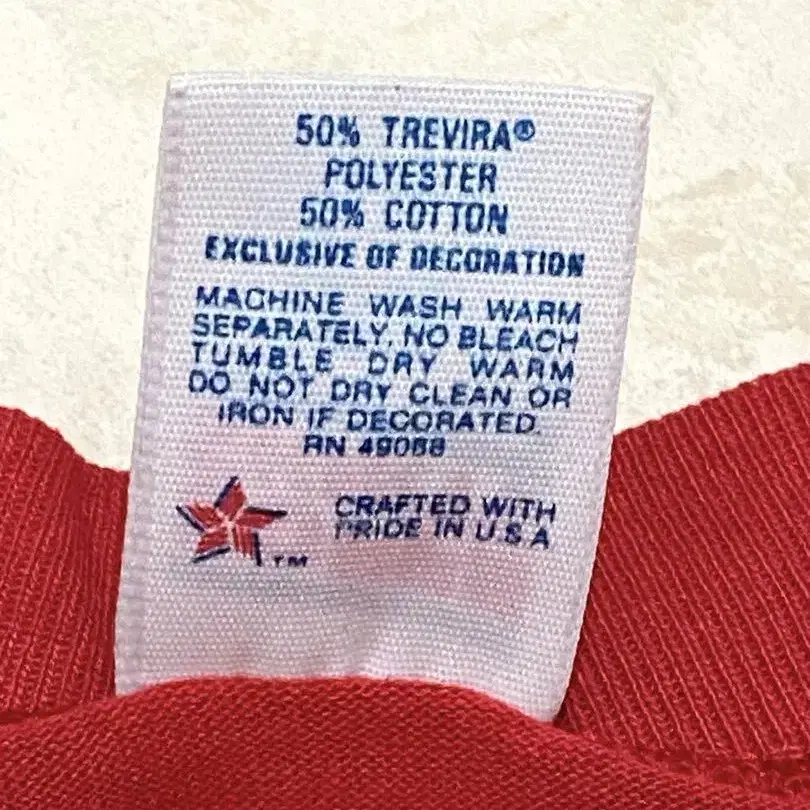 50% TREVIRA®
POLYESTER
50% COTTON
EXCLUSIVE OF DECORATION
MACHINE WASH WARM
SEPARATELY. NO BLEACH
TUMBLE DRY WARM
DO NOT DRY CLEAN OR
IRON IF DECORATED.
RN 49068
CRAFTED WITH
PRIDE IN U.S.A
TM